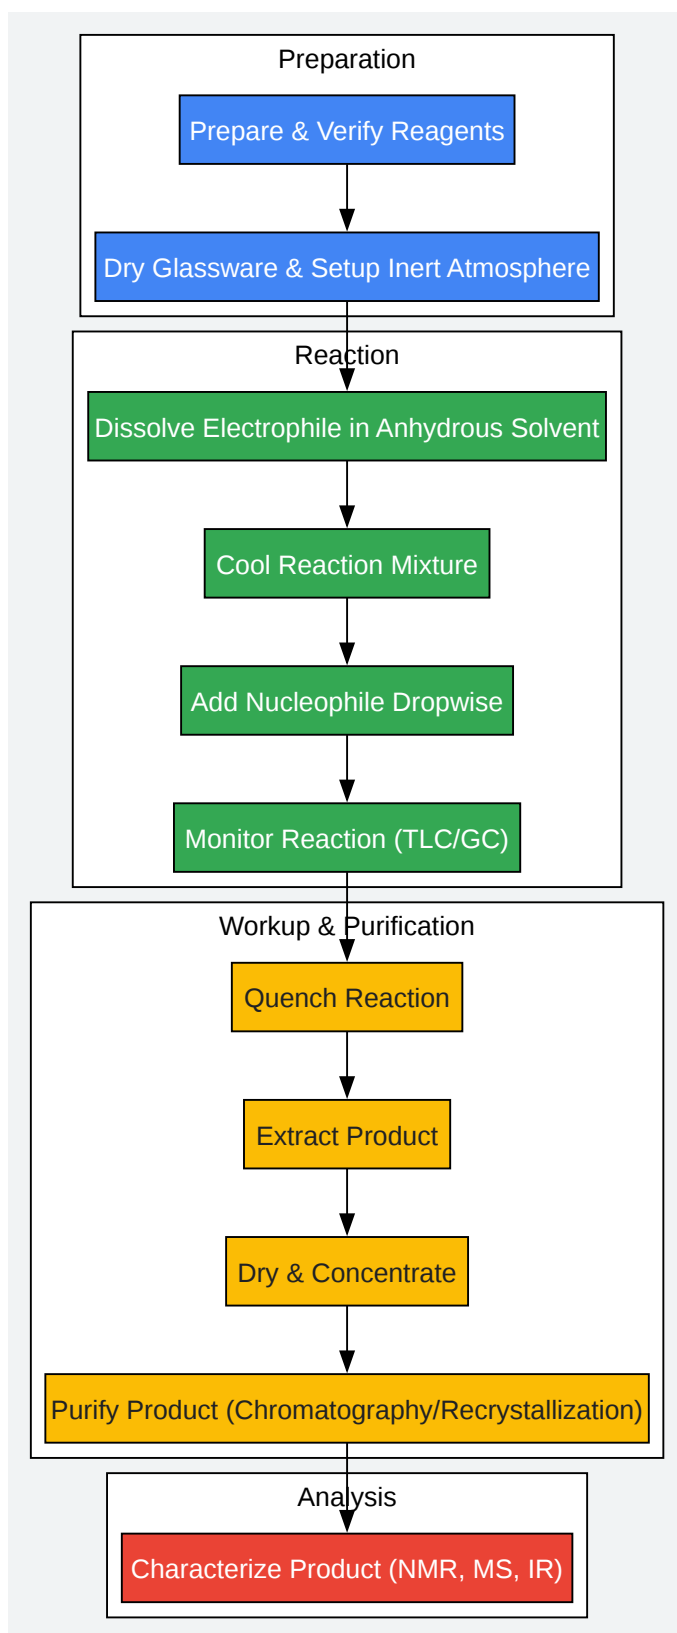 Preparation
Prepare & Verify Reagents
Dry Glassware & Setup Inert Atmosphere
Reaction
Dissolve Electrophile in Anhydrous Solvent
Cool Reaction Mixture
Add Nucleophile Dropwise
Monitor Reaction (TLC/GC)
Workup & Purification
Quench Reaction
Extract Product
Dry & Concentrate
Purify Product (Chromatography/Recrystallization)
Analysis
Characterize Product (NMR, MS, IR)